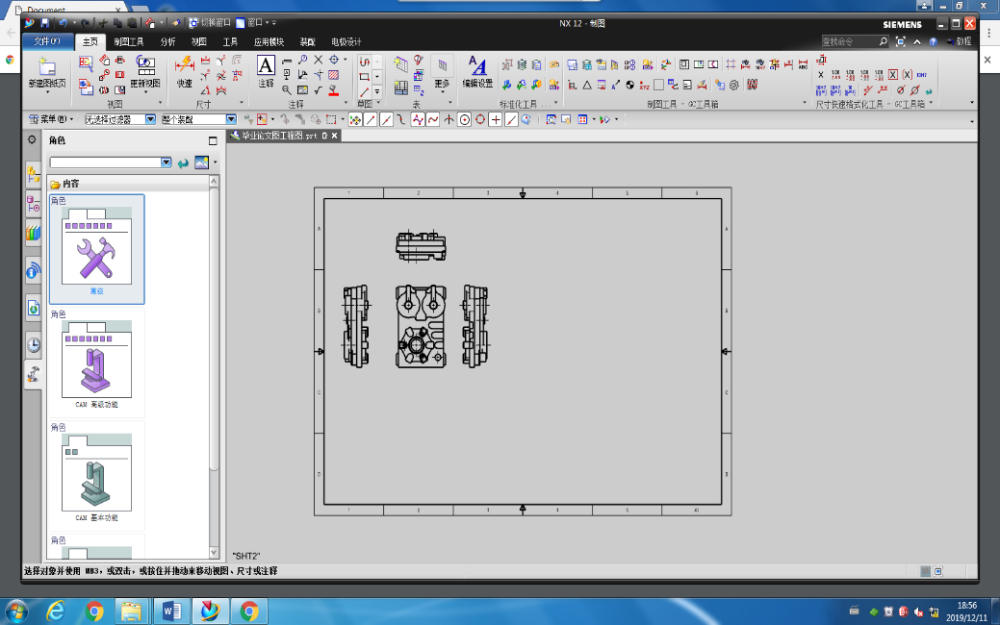 Document
切换窗口 窗口
NX 12 - 制图
SIEMENS
文件(F) 主页 制图工具 分析 视图 工具 应用模块 装配 电极设计
查找命令
教程
新建图纸页
更新视图
视图
快速
尺寸
注释
注释
草图
表
更多
编辑设置
标准化工具...
制图工具 - GC工具箱
尺寸快速格式化工具 - GC工具箱
菜单(M)
无选择过滤器
整个装配
角色
毕业论文图工程图.prt
内容
角色
高级
角色
CAM 高级功能
角色
CAM 基本功能
角色
1 2 3 4 5 6
A A
B B
C C
D D
1 2 3 4 5
"SHT2"
选择对象并使用 MB3，或双击，或按住并拖动来移动视图、尺寸或注释
18:56
2019/12/11